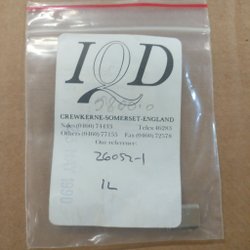 IQD
CREWKERNE·SOMERSET·ENGLAND
Sales (0460) 74433 Telex 46283
Others (0460) 77155 Fax (0460) 72578
Our reference:
26052-1
1L